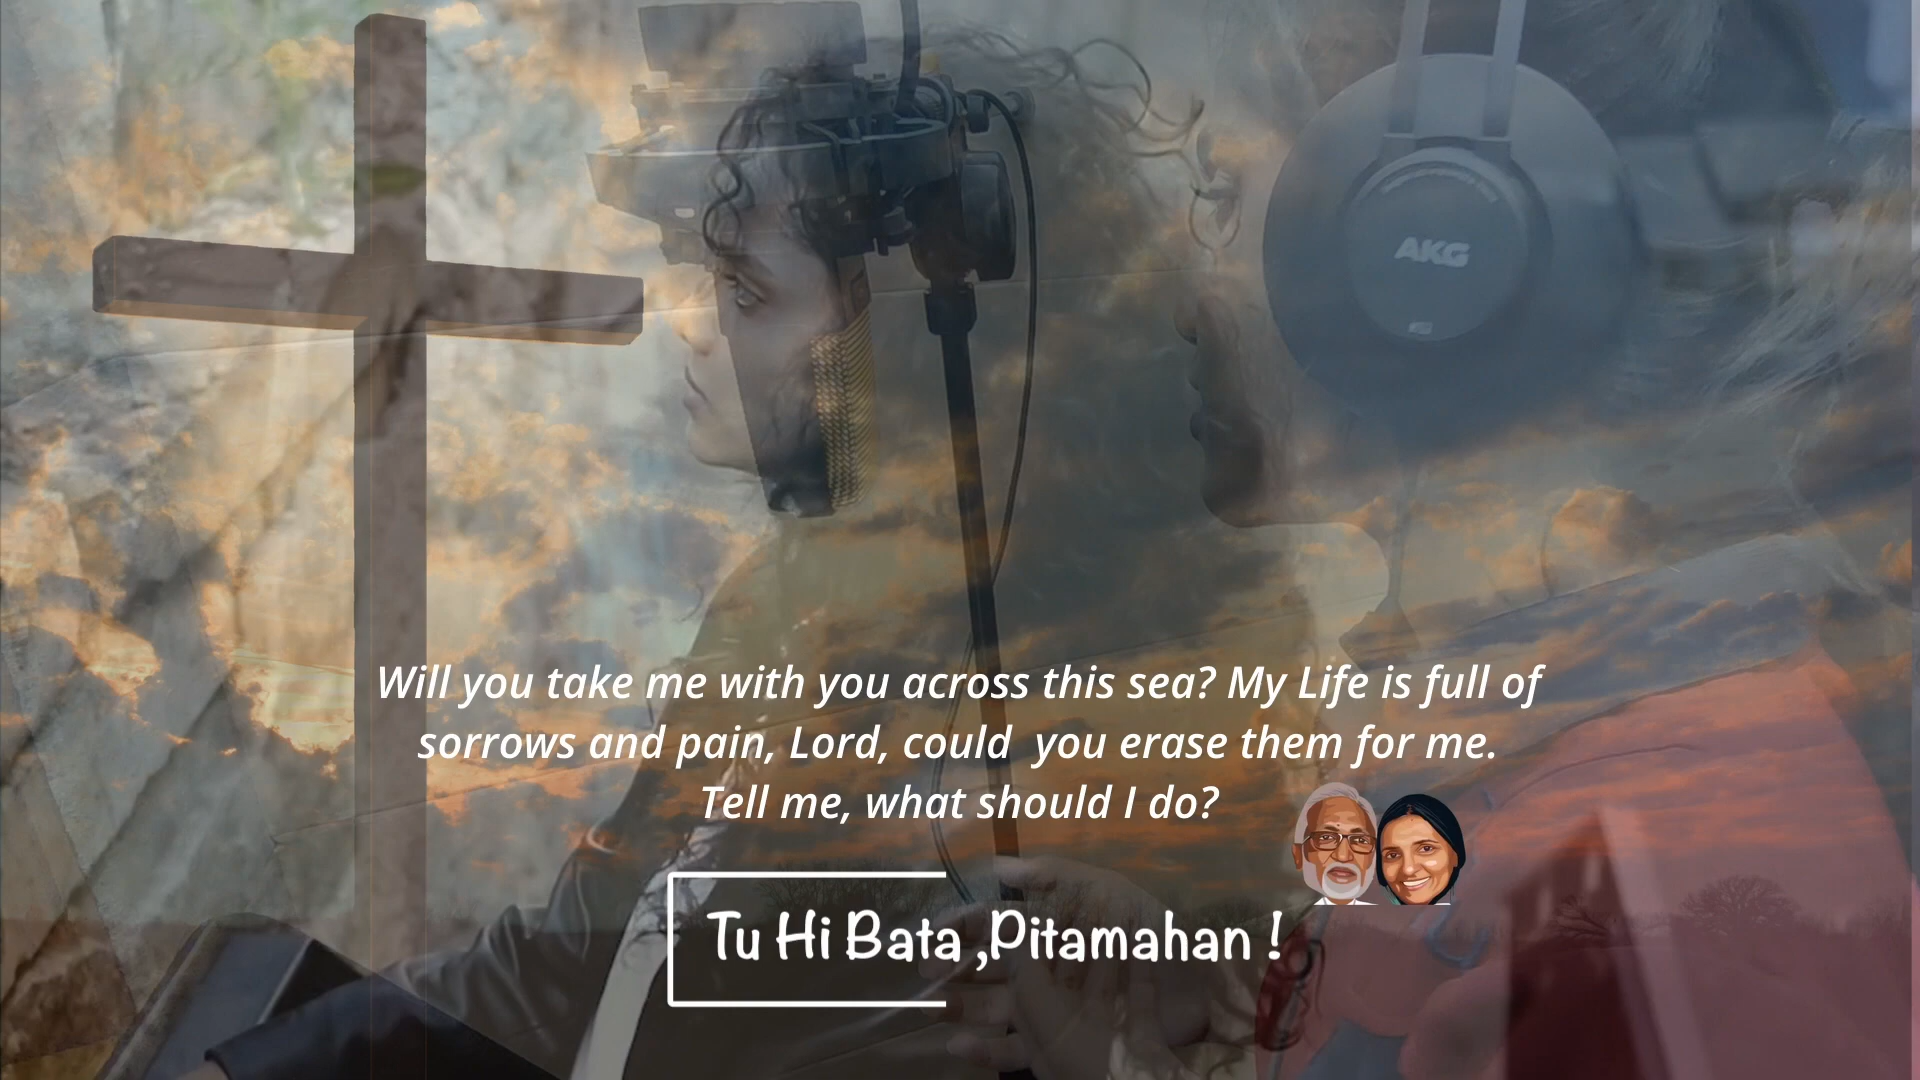 AKG
Will you take me with you across this sea? My Life is full of
sorrows and pain, Lord, could  you erase them for me.
Tell me, what should I do?
Tu Hi Bata ,Pitamahan !